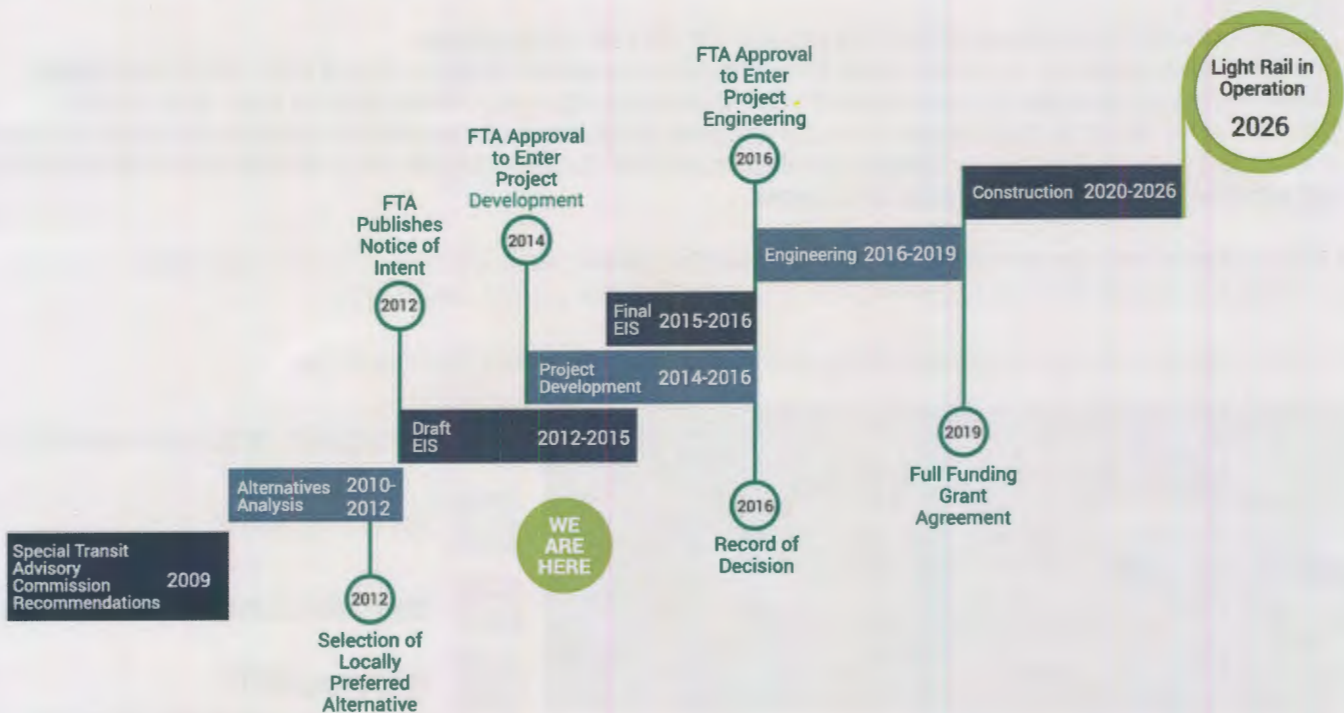 Special Transit
Advisory
Commission
Recommendations
2009
Alternatives
Analysis
2010-
2012
2012
Selection of
Locally
Preferred
Alternative
FTA
Publishes
Notice of
Intent
2012
Draft
EIS
2012-2015
WE
ARE
HERE
FTA Approval
to Enter
Project
Development
2014
Project
Development
2014-2016
Final
EIS
2015-2016
FTA Approval
to Enter
Project
Engineering
2016
2016
Record of
Decision
Engineering 2016-2019
2019
Full Funding
Grant
Agreement
Construction 2020-2026
Light Rail in
Operation
2026